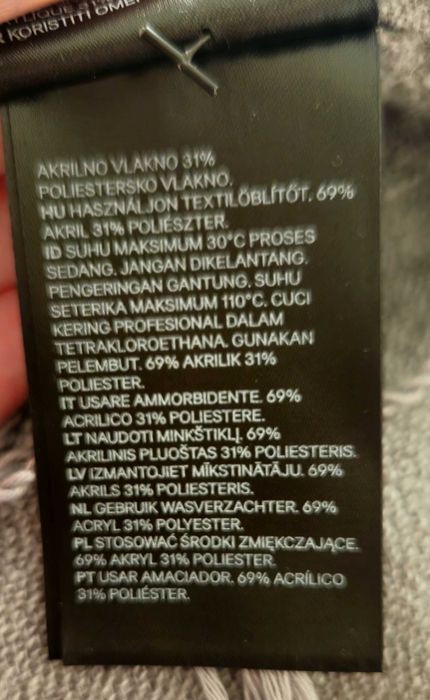 KORISTITI OMEK
AKRILNO VLAKNO 31%
POLIESTERSKO VLAKNO.
HU HASZNÁLJON TEXTILÖBLÍTŐT. 69%
AKRIL 31% POLIÉSZTER.
ID SUHU MAKSIMUM 30°C PROSES
SEDANG. JANGAN DIKELANTANG.
PENGERINGAN GANTUNG. SUHU
SETERIKA MAKSIMUM 110°C. CUCI
KERING PROFESIONAL DALAM
TETRAKLOROETHANA. GUNAKAN
PELEMBUT. 69% AKRILIK 31%
POLIESTER.
IT USARE AMMORBIDENTE. 69%
ACRILICO 31% POLIESTERE.
LT NAUDOTI MINKŠTIKLĮ. 69%
AKRILINIS PLUOŠTAS 31% POLIESTERIS.
LV IZMANTOJIET MĪKSTINĀTĀJU. 69%
AKRILS 31% POLIESTERIS.
NL GEBRUIK WASVERZACHTER. 69%
ACRYL 31% POLYESTER.
PL STOSOWAĆ ŚRODKI ZMIĘKCZAJĄCE.
69% AKRYL 31% POLIESTER.
PT USAR AMACIADOR. 69% ACRÍLICO
31% POLIÉSTER.